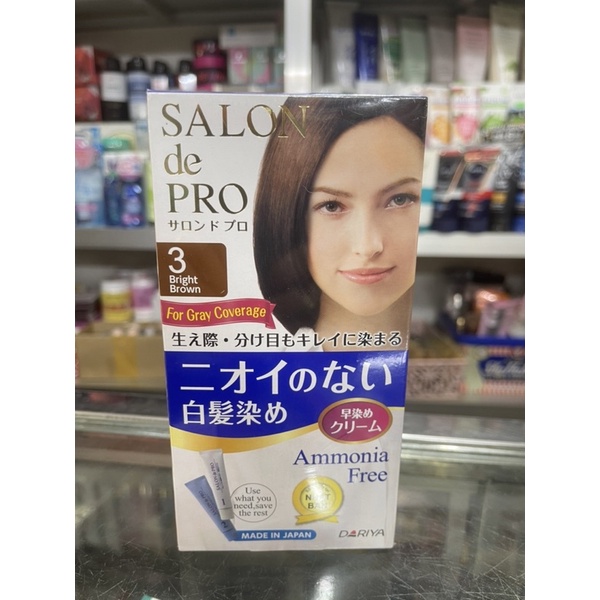 SALON
de
PRO
サロンド プロ
3
Bright
Brown
For Gray Coverage
生え際・分け目もキレイに染まる
ニオイのない
白髪染め
早染め
クリーム
Ammonia
Free
Use
what you
need,save
the rest
MADE IN JAPAN
DARIYA